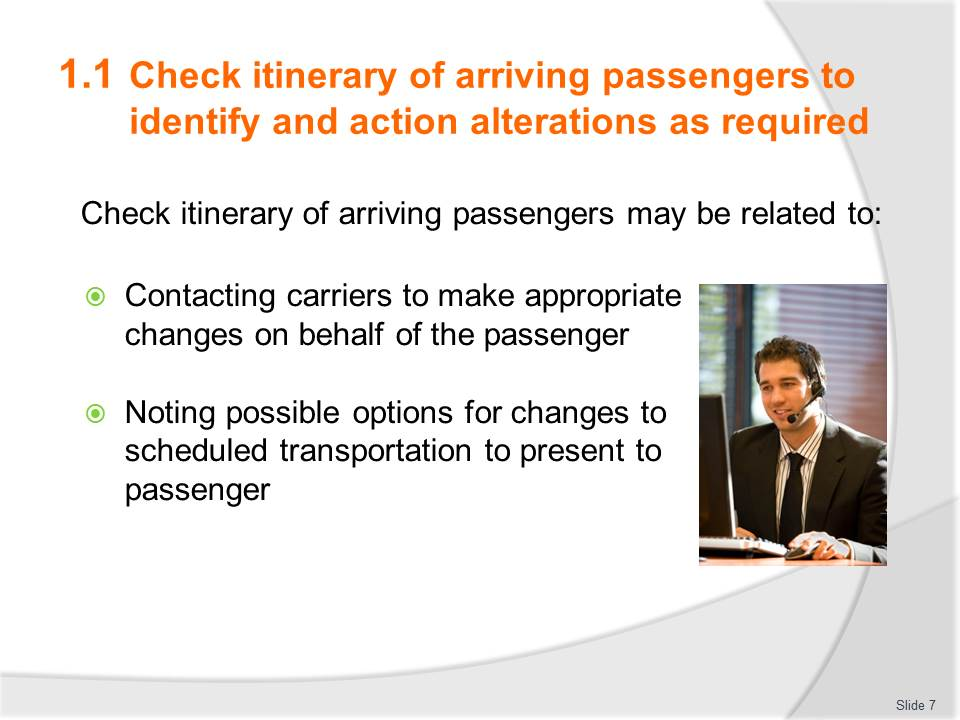 1.1 Check itinerary of arriving passengers to
identify and action alterations as required
Check itinerary of arriving passengers may be related to:
Contacting carriers to make appropriate
changes on behalf of the passenger
Noting possible options for changes to
scheduled transportation to present to
passenger
Slide 7